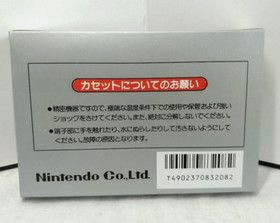 カセットについてのお願い
●精密機器ですので、極端な温度条件下での使用や保管および強い
ショックをさけてください。また、絶対に分解しないでください。
●端子部に手を触れたり、水にぬらしたりして汚さないようにして
ください。故障の原因となります。
Nintendo Co.,Ltd.
T4902370832082